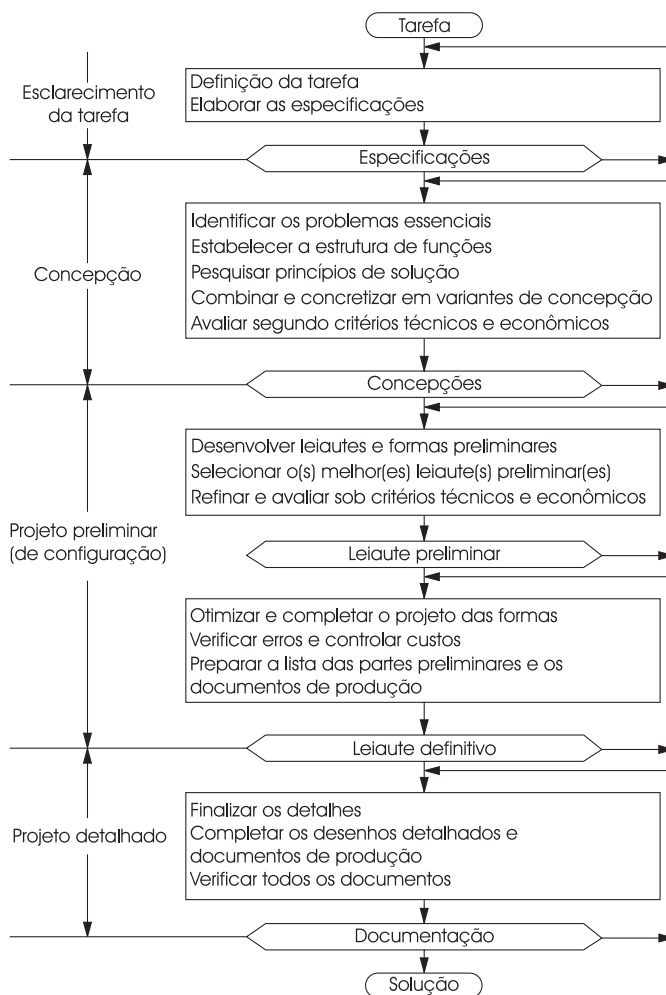 Tarefa
Esclarecimento
da tarefa
Definição da tarefa
Elaborar as especificações
Especificações
Concepção
Identificar os problemas essenciais
Estabelecer a estrutura de funções
Pesquisar princípios de solução
Combinar e concretizar em variantes de concepção
Avaliar segundo critérios técnicos e econômicos
Concepções
Projeto preliminar
(de configuração)
Desenvolver leiautes e formas preliminares
Selecionar o(s) melhor(es) leiaute(s) preliminar(es)
Refinar e avaliar sob critérios técnicos e econômicos
Leiaute preliminar
Otimizar e completar o projeto das formas
Verificar erros e controlar custos
Preparar a lista das partes preliminares e os
documentos de produção
Leiaute definitivo
Projeto detalhado
Finalizar os detalhes
Completar os desenhos detalhados e
documentos de produção
Verificar todos os documentos
Documentação
Solução